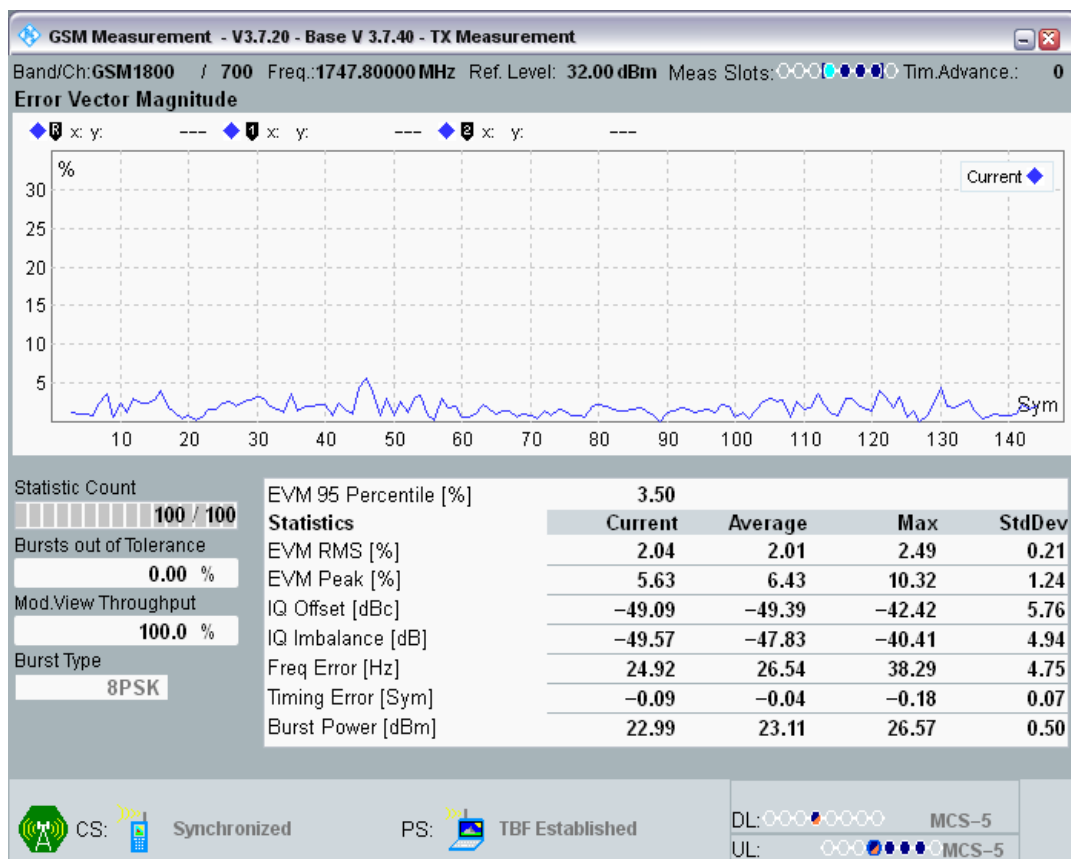 GSM Measurement - V3.7.20 - Base V 3.7.40 - TX Measurement
Band/Ch:GSM1800 / 700 Freq.:1747.80000 MHz Ref. Level: 32.00 dBm Meas Slots: Tim.Advance.: 0
Error Vector Magnitude
R x: y: --- 1 x: y: --- 2 x: y: ---
%
Current
30
25
20
15
10
5
Sym
10 20 30 40 50 60 70 80 90 100 110 120 130 140
Statistic Count
100 / 100
Bursts out of Tolerance
0.00 %
Mod.View Throughput
100.0 %
Burst Type
8PSK
EVM 95 Percentile [%] 3.50
Statistics Current Average Max StdDev
EVM RMS [%] 2.04 2.01 2.49 0.21
EVM Peak [%] 5.63 6.43 10.32 1.24
IQ Offset [dBc] −49.09 −49.39 −42.42 5.76
IQ Imbalance [dB] −49.57 −47.83 −40.41 4.94
Freq Error [Hz] 24.92 26.54 38.29 4.75
Timing Error [Sym] −0.09 −0.04 −0.18 0.07
Burst Power [dBm] 22.99 23.11 26.57 0.50
CS: Synchronized PS: TBF Established
DL: MCS−5
UL: MCS−5